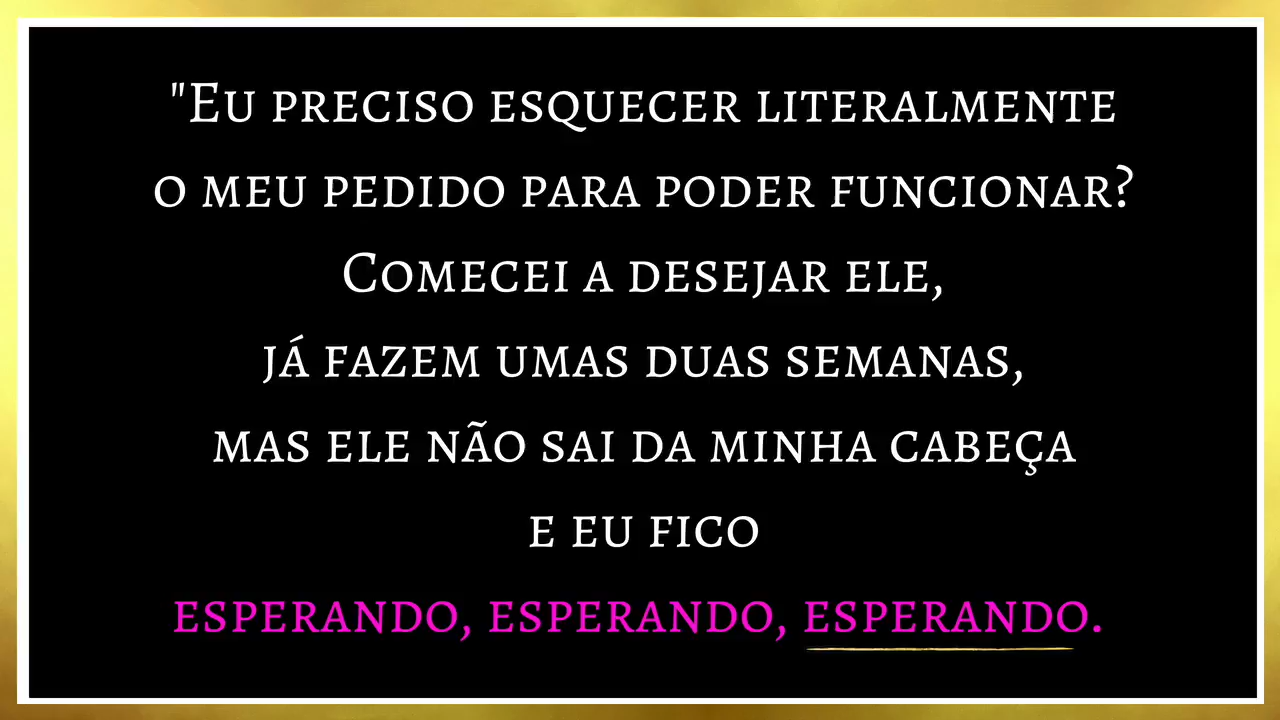 "Eu preciso esquecer literalmente
o meu pedido para poder funcionar?
Comecei a desejar ele,
já fazem umas duas semanas,
mas ele não sai da minha cabeça
e eu fico
esperando, esperando, esperando.